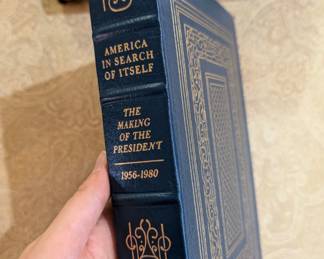 AMERICA
IN SEARCH
OF ITSELF
THE
MAKING
OF THE
PRESIDENT
1956-1980